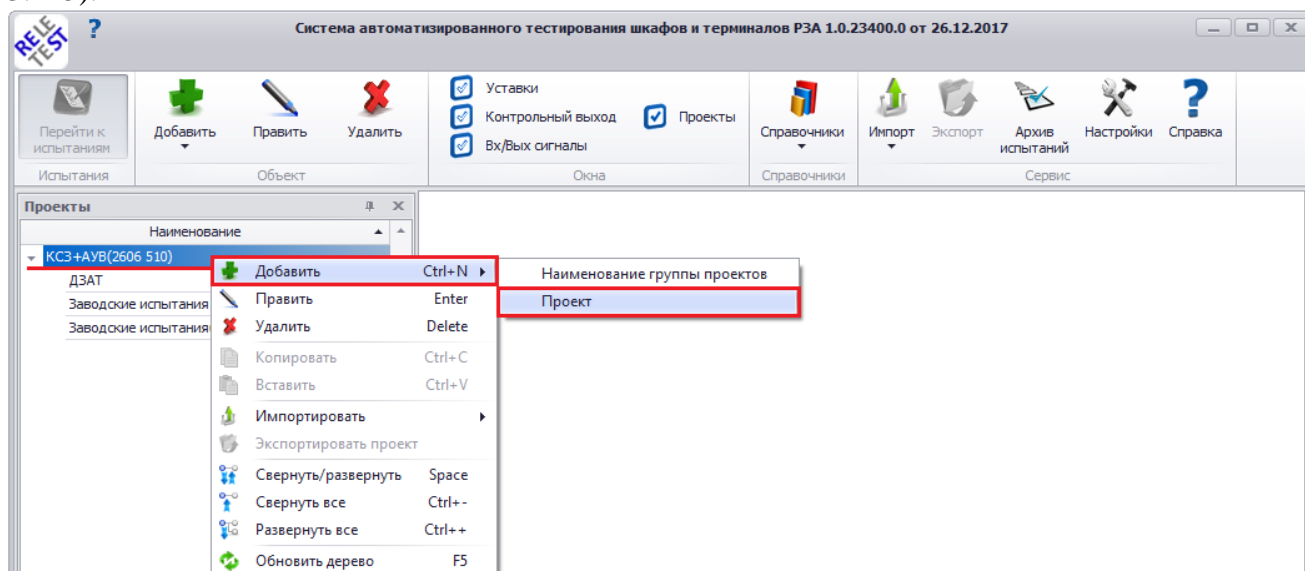 RELE
TEST
?
Система автоматизированного тестирования шкафов и терминалов РЗА 1.0.23400.0 от 26.12.2017
Перейти к испытаниям
Добавить
Править
Удалить
Уставки
Контрольный выход
Вх/Вых сигналы
Проекты
Справочники
Импорт
Экспорт
Архив испытаний
Настройки
Справка
Испытания
Объект
Окна
Справочники
Сервис
Проекты
Наименование
КСЗ+АУВ(2606 510)
ДЗАТ
Заводские испытания
Заводские испытания
Добавить Ctrl+N
Править Enter
Удалить Delete
Копировать Ctrl+C
Вставить Ctrl+V
Импортировать
Экспортировать проект
Свернуть/развернуть Space
Свернуть все Ctrl+-
Развернуть все Ctrl++
Обновить дерево F5
Наименование группы проектов
Проект